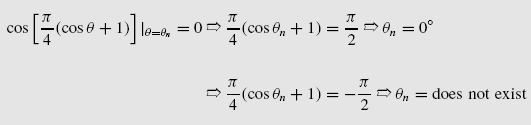 cos[π/4(cos θ + 1)]|θ=θₙ = 0 ⇒ π/4(cos θₙ + 1) = π/2 ⇒ θₙ = 0°
⇒ π/4(cos θₙ + 1) = −π/2 ⇒ θₙ = does not exist